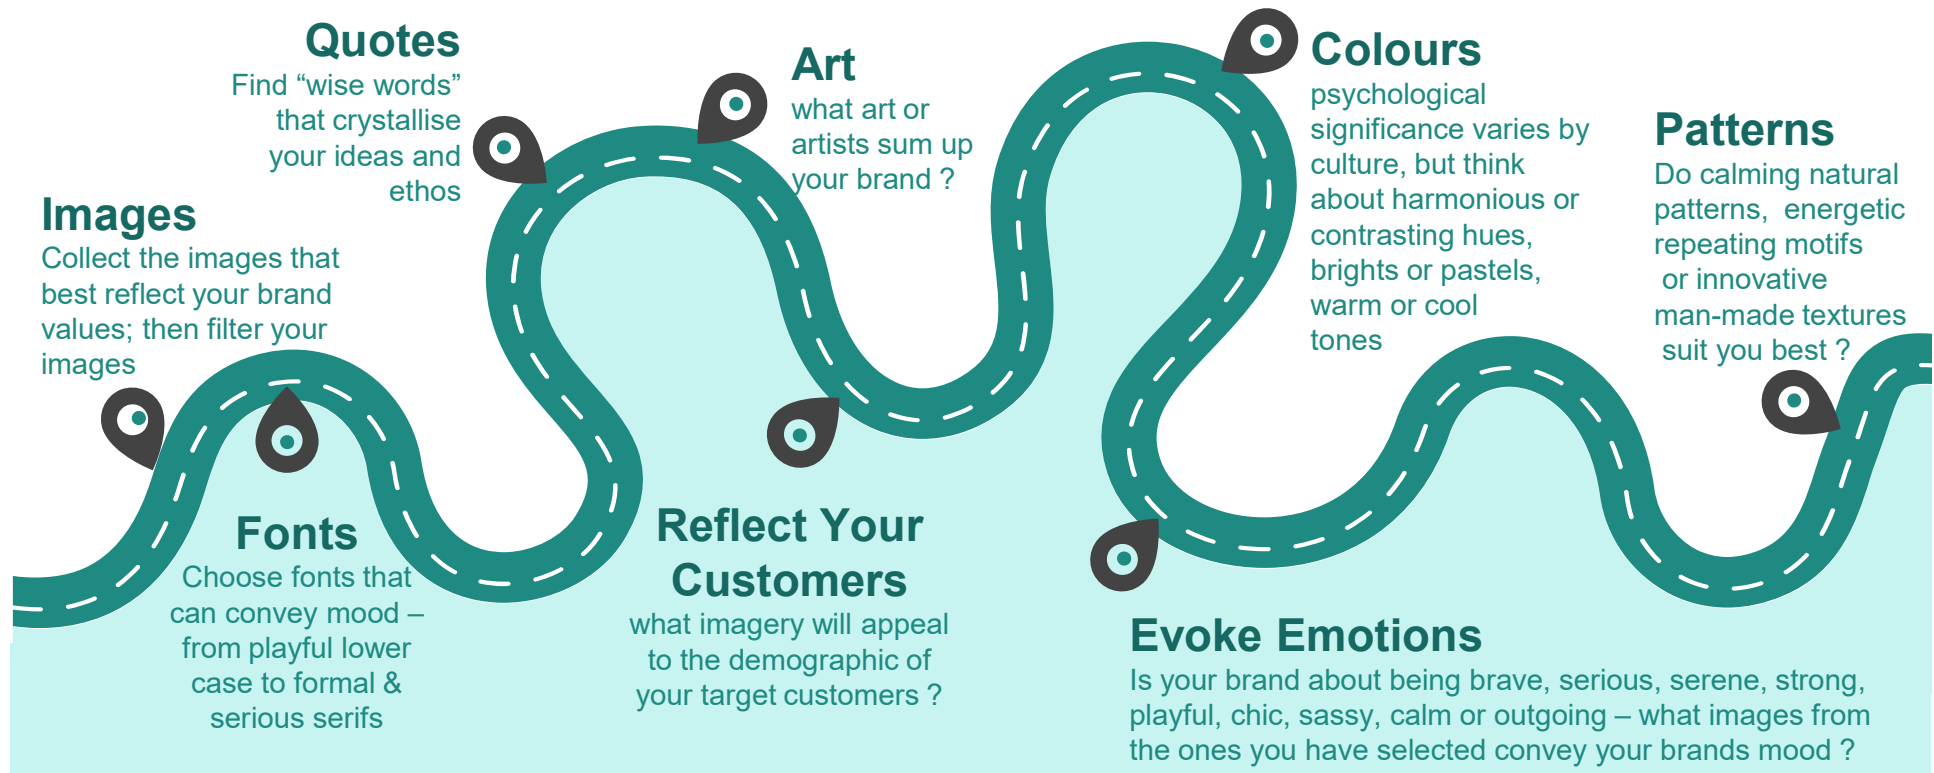 Images
Collect the images that
best reflect your brand
values; then filter your
images
Fonts
Choose fonts that
can convey mood –
from playful lower
case to formal &
serious serifs
Quotes
Find “wise words”
that crystallise
your ideas and
ethos
Art
what art or
artists sum up
your brand ?
Reflect Your
Customers
what imagery will appeal
to the demographic of
your target customers ?
Colours
psychological
significance varies by
culture, but think
about harmonious or
contrasting hues,
brights or pastels,
warm or cool
tones
Evoke Emotions
Is your brand about being brave, serious, serene, strong,
playful, chic, sassy, calm or outgoing – what images from
the ones you have selected convey your brands mood ?
Patterns
Do calming natural
patterns, energetic
repeating motifs
or innovative
man-made textures
suit you best ?